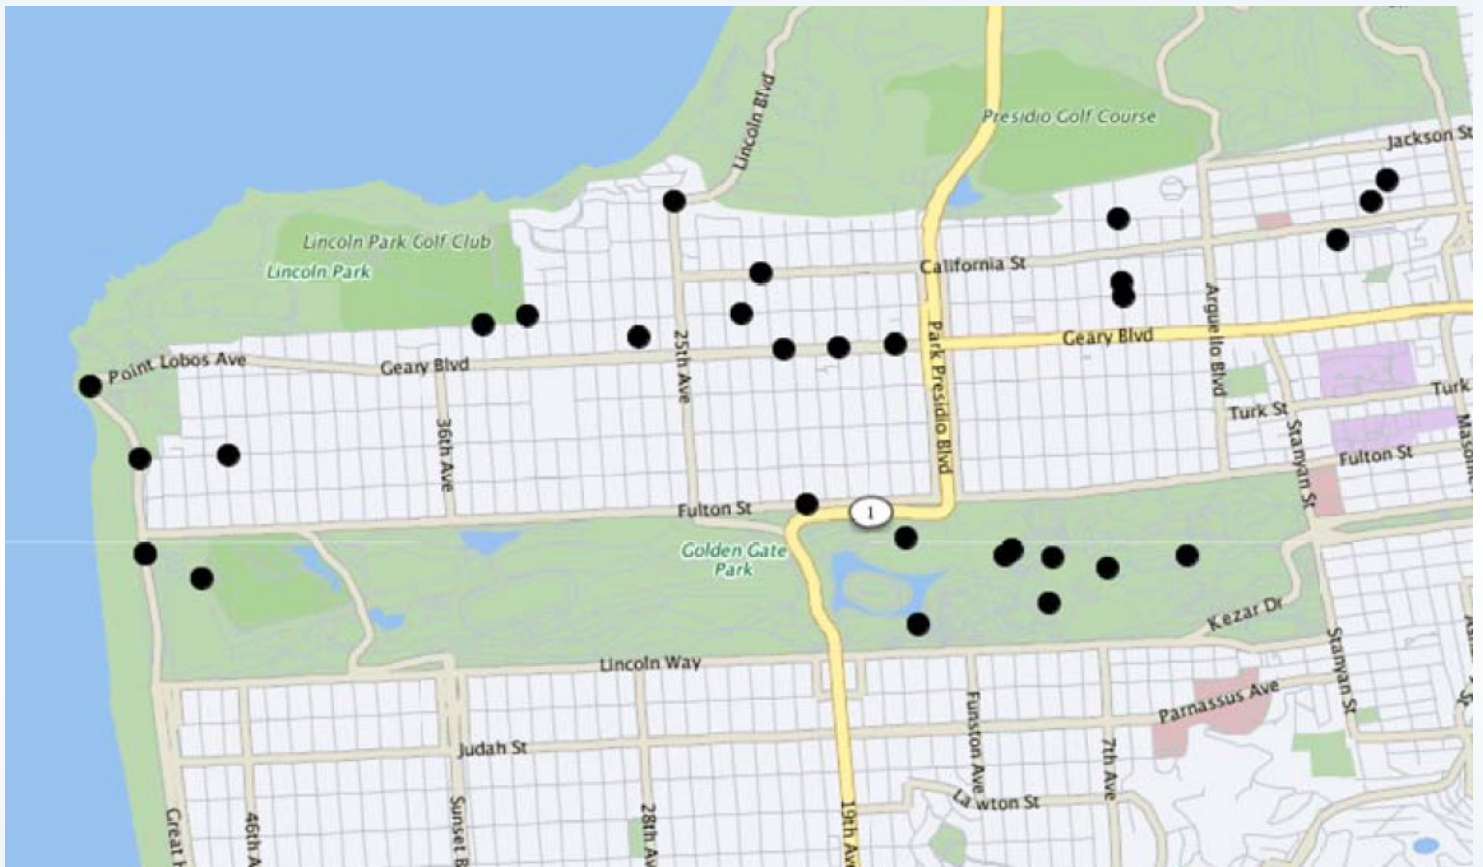 Lincoln Blvd
Presidio Golf Course
Jackson St
Lincoln Park Golf Club
Lincoln Park
California St
Point Lobos Ave
Geary Blvd
25th Ave
Park Presidio Blvd
Geary Blvd
Arguello Blvd
36th Ave
Turk St
Turk
Stanyan St
Fulton St
Fulton St
1
Golden Gate
Park
Kezar Dr
Lincoln Way
Stanyan St
Parnassus Ave
Funston Ave
Judah St
7th Ave
Lawton St
Great H
46th A
Sunset B
28th Av
19th Av